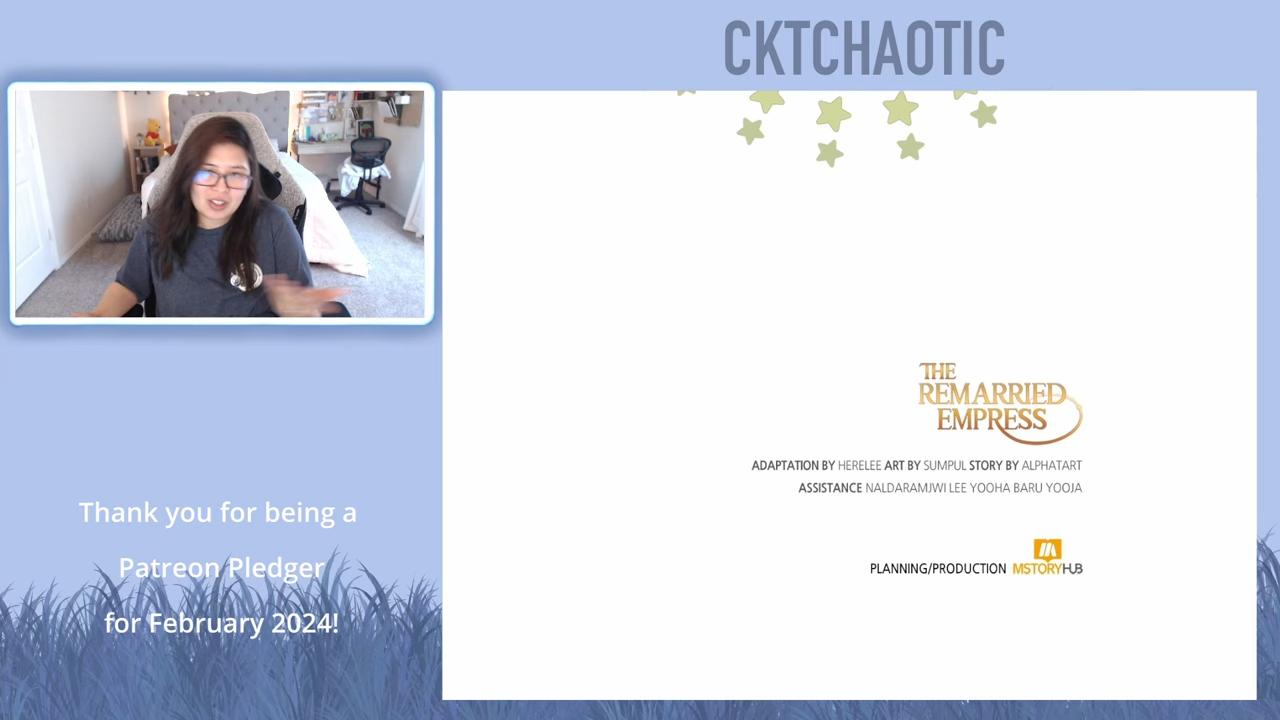 CKTCHAOTIC
THE
REMARRIED
EMPRESS
ADAPTATION BY HERELEE ART BY SUMPUL STORY BY ALPHATART
ASSISTANCE NALDARAMJWI LEE YOOHA BARU YOOJA
PLANNING/PRODUCTION MSTORYHUB
Thank you for being a
Patreon Pledger
for February 2024!